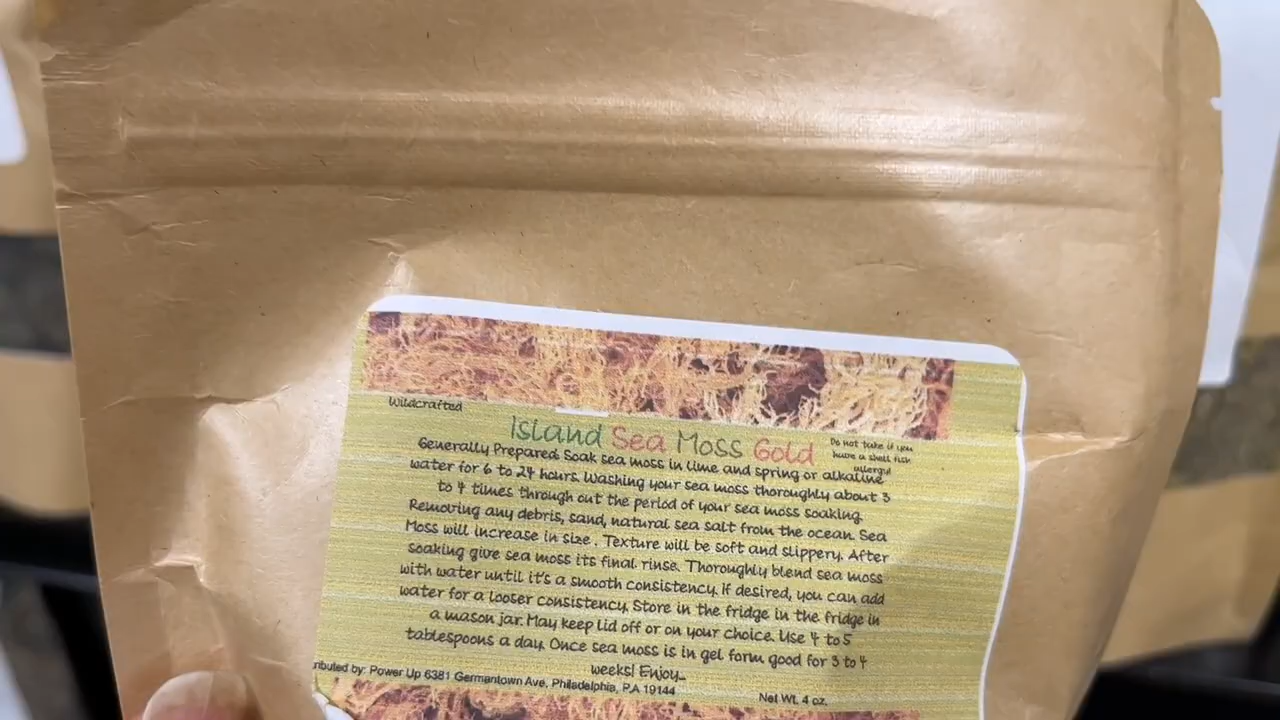 Wildcrafted
Island Sea Moss Gold
Do not take if you
have a shell fish
allergy!
Generally Prepared Soak sea moss in lime and spring or alkaline
water for 6 to 24 hours. Washing your sea moss thoroughly about 3
to 4 times through out the period of your sea moss soaking.
Removing any debris, sand, natural sea salt from the ocean. Sea
Moss will increase in size . Texture will be soft and slippery. After
soaking give sea moss its final rinse. Thoroughly blend sea moss
with water until it's a smooth consistency. If desired, you can add
water for a looser consistency. Store in the fridge in the fridge in
a mason jar. May keep lid off or on your choice. Use 4 to 5
tablespoons a day. Once sea moss is in gel form good for 3 to 4
weeks! Enjoy...
by: Power Up 6381 Germantown Ave, Philadelphia, P.A 19144
Net Wt. 4 oz.